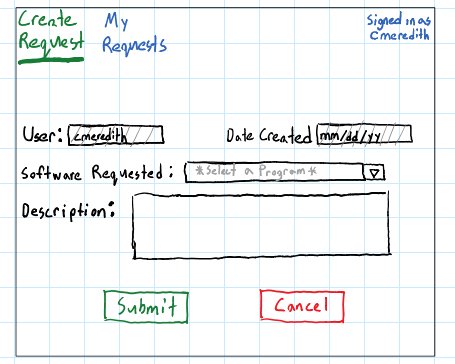 Create My Signed in as
Request Requests Cmeredith
User: cmeredith Date Created mm/dd/yy
Software Requested: *Select a Program*
Description:
Submit Cancel